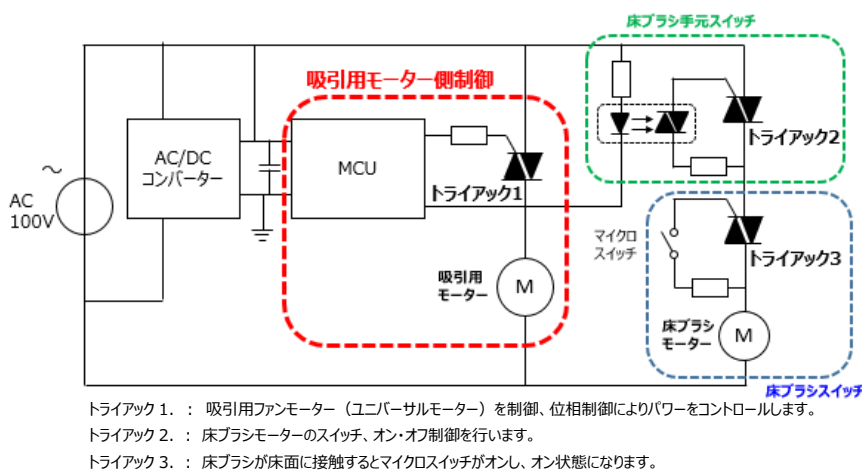 床ブラシ手元スイッチ
吸引用モーター側制御
AC/DC
コンバーター
MCU
トライアック1
トライアック2
~
AC
100V
マイクロ
スイッチ
トライアック3
吸引用
モーター
M
床ブラシ
モーター
M
床ブラシスイッチ
トライアック 1. : 吸引用ファンモーター(ユニバーサルモーター)を制御、位相制御によりパワーをコントロールします。
トライアック 2. : 床ブラシモーターのスイッチ、オン・オフ制御を行います。
トライアック 3. : 床ブラシが床面に接触するとマイクロスイッチがオンし、オン状態になります。